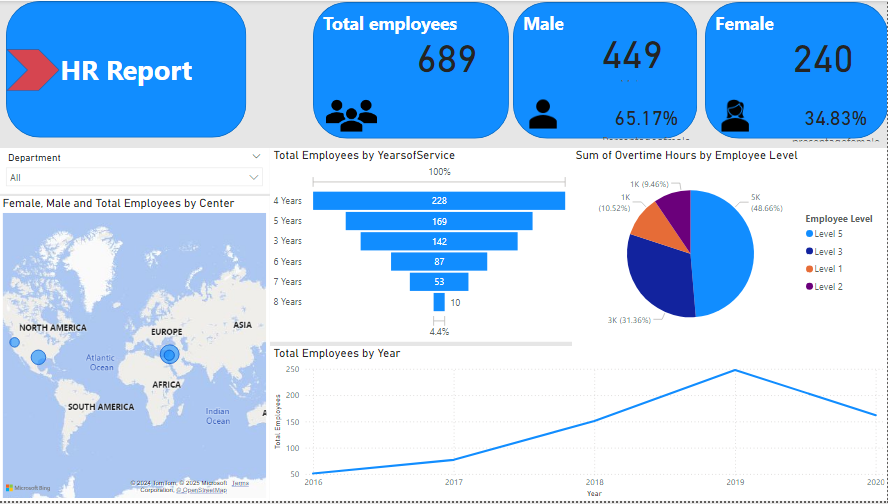 HR Report
Total employees
689
Male
449
65.17%
Female
240
34.83%
Department
All
Female, Male and Total Employees by Center
NORTH AMERICA
EUROPE
ASIA
Atlantic
Ocean
AFRICA
SOUTH AMERICA
Indian
Ocean
A
Microsoft Bing
© 2024 TomTom, © 2025 Microsoft
Corporation, © OpenStreetMap
Terms
Total Employees by YearsofService
100%
4 Years 228
5 Years 169
3 Years 142
6 Years 87
7 Years 53
8 Years 10
4.4%
Sum of Overtime Hours by Employee Level
1K (9.46%)
1K
(10.52%)
5K
(48.66%)
3K (31.36%)
Employee Level
Level 5
Level 3
Level 1
Level 2
Total Employees by Year
Total Employees
250
200
150
100
50
2016 2017 2018 2019 2020
Year